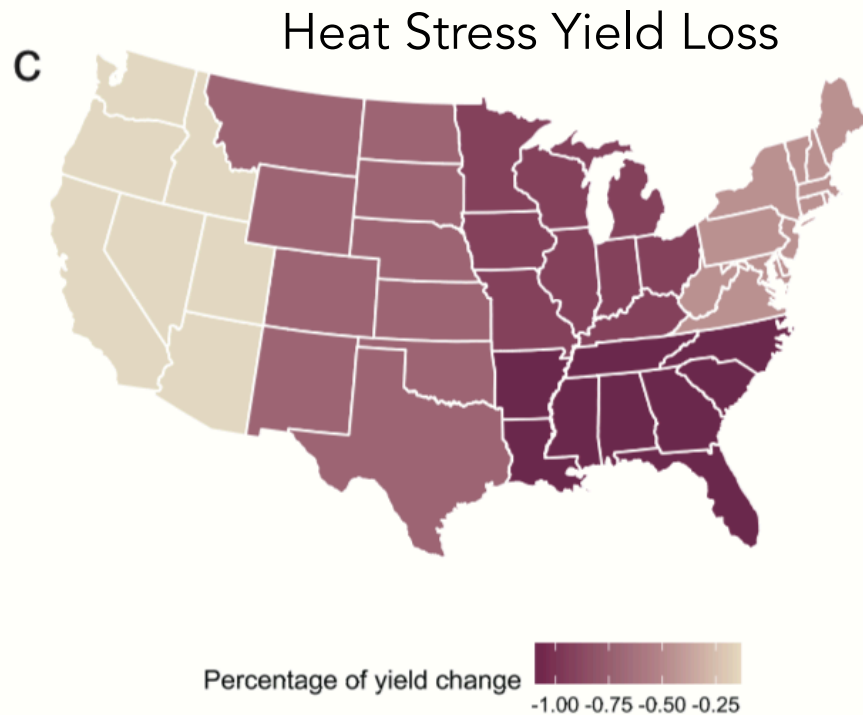 Heat Stress Yield Loss
C
Percentage of yield change
-1.00 -0.75 -0.50 -0.25